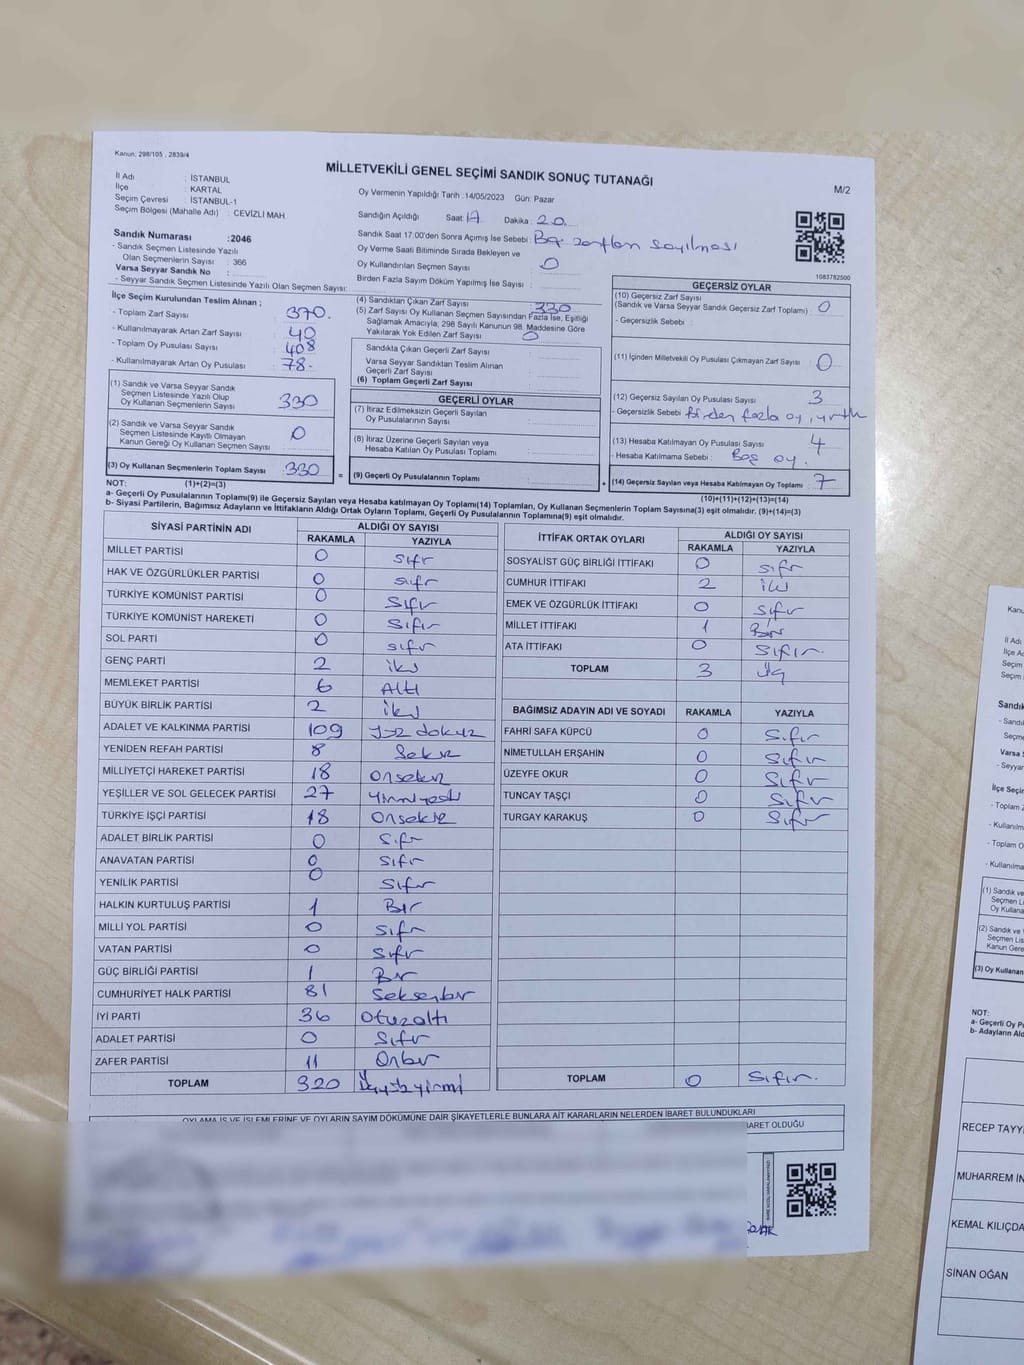 Kanun; 298/105 , 2839/4
MİLLETVEKİLİ GENEL SEÇİMİ SANDIK SONUÇ TUTANAĞI
M/2
İl Adı : İSTANBUL
İlçe : KARTAL
Seçim Çevresi : İSTANBUL-1
Seçim Bölgesi (Mahalle Adı) : CEVİZLİ MAH.
Sandık Numarası :2046
- Sandık Seçmen Listesinde Yazılı
Olan Seçmenlerin Sayısı : 366
Varsa Seyyar Sandık No :
- Seyyar Sandık Seçmen Listesinde Yazılı Olan Seçmen Sayısı:
Oy Vermenin Yapıldığı Tarih :14/05/2023 Gün: Pazar
Sandığın Açıldığı Saat: 17 Dakika : 20.
Sandık Saat 17:00'den Sonra Açımış İse Sebebi : Boş zarfların sayılması
Oy Verme Saati Bitiminde Sırada Bekleyen ve
Oy Kullandırılan Seçmen Sayısı : 0
Birden Fazla Sayım Döküm Yapılmış İse Sayısı :
1083782500
İlçe Seçim Kurulundan Teslim Alınan ;
- Toplam Zarf Sayısı : 370.
- Kullanılmayarak Artan Zarf Sayısı : 40
- Toplam Oy Pusulası Sayısı : 408
- Kullanılmayarak Artan Oy Pusulası : 78.
(1) Sandık ve Varsa Seyyar Sandık
Seçmen Listesinde Yazılı Olup
Oy Kullanan Seçmenlerin Sayısı : 330
(2) Sandık ve Varsa Seyyar Sandık
Seçmen Listesinde Kayıtlı Olmayan
Kanun Gereği Oy Kullanan Seçmen Sayısı : 0
(3) Oy Kullanan Seçmenlerin Toplam Sayısı : 330
(4) Sandıktan Çıkan Zarf Sayısı : 330
(5) Zarf Sayısı Oy Kullanan Seçmen Sayısından Fazla İse, Eşitliği
Sağlamak Amacıyla, 298 Sayılı Kanunun 98. Maddesine Göre
Yakılarak Yok Edilen Zarf Sayısı : 0
Sandıkta Çıkan Geçerli Zarf Sayısı :
Varsa Seyyar Sandıktan Teslim Alınan
Geçerli Zarf Sayısı :
(6) Toplam Geçerli Zarf Sayısı :
GEÇERLİ OYLAR
(7) İtiraz Edilmeksizin Geçerli Sayılan
Oy Pusulalarının Sayısı :
(8) İtiraz Üzerine Geçerli Sayılan veya
Hesaba Katılan Oy Pusulası Toplamı :
= (9) Geçerli Oy Pusulalarının Toplamı : +
GEÇERSİZ OYLAR
(10) Geçersiz Zarf Sayısı
(Sandık ve Varsa Seyyar Sandık Geçersiz Zarf Toplamı) : 0
- Geçersizlik Sebebi :
(11) İçinden Milletvekili Oy Pusulası Çıkmayan Zarf Sayısı : 0
(12) Geçersiz Sayılan Oy Pusulası Sayısı : 3
- Geçersizlik Sebebi : Birden fazla oy, yırtık
(13) Hesaba Katılmayan Oy Pusulası Sayısı : 4
- Hesaba Katılmama Sebebi : Boş oy.
(14) Geçersiz Sayılan veya Hesaba Katılmayan Oy Toplamı : 7
NOT: (1)+(2)=(3)
(10)+(11)+(12)+(13)=(14)
a- Geçerli Oy Pusulalarının Toplamı(9) ile Geçersiz Sayılan veya Hesaba katılmayan Oy Toplamı(14) Toplamları, Oy Kullanan Seçmenlerin Toplam Sayısına(3) eşit olmalıdır. (9)+(14)=(3)
b- Siyasi Partilerin, Bağımsız Adayların ve İttifakların Aldığı Ortak Oyların Toplamı, Geçerli Oy Pusulalarının Toplamına(9) eşit olmalıdır.
SİYASİ PARTİNİN ADI ALDIĞI OY SAYISI
RAKAMLA YAZIYLA
MİLLET PARTİSİ 0 sıfr
HAK VE ÖZGÜRLÜKLER PARTİSİ 0 sıfr
TÜRKİYE KOMÜNİST PARTİSİ 0 sıfır
TÜRKİYE KOMÜNİST HAREKETİ 0 sıfır
SOL PARTİ 0 sıfr
GENÇ PARTİ 2 iki
MEMLEKET PARTİSİ 6 Altı
BÜYÜK BİRLİK PARTİSİ 2 iki
ADALET VE KALKINMA PARTİSİ 109 Yüz dokuz
YENİDEN REFAH PARTİSİ 8 Sekiz
MİLLİYETÇİ HAREKET PARTİSİ 18 Onsekiz
YEŞİLLER VE SOL GELECEK PARTİSİ 27 Yirmiyedi
TÜRKİYE İŞÇİ PARTİSİ 18 Onsekiz
ADALET BİRLİK PARTİSİ 0 Sıfr
ANAVATAN PARTİSİ 0 sıfr
YENİLİK PARTİSİ 0 Sıfır
HALKIN KURTULUŞ PARTİSİ 1 Bir
MİLLİ YOL PARTİSİ 0 sıfr
VATAN PARTİSİ 0 sıfr
GÜÇ BİRLİĞİ PARTİSİ 1 Bir
CUMHURİYET HALK PARTİSİ 81 Seksenbir
İYİ PARTİ 36 Otuzaltı
ADALET PARTİSİ 0 Sıfr
ZAFER PARTİSİ 11 Onbir
TOPLAM 320 Üçyüzyirmi
İTTİFAK ORTAK OYLARI ALDIĞI OY SAYISI
RAKAMLA YAZIYLA
SOSYALİST GÜÇ BİRLİĞİ İTTİFAKI 0 sıfr
CUMHUR İTTİFAKI 2 iki
EMEK VE ÖZGÜRLÜK İTTİFAKI 0 sıfır
MİLLET İTTİFAKI 1 Bir
ATA İTTİFAKI 0 Sıfır.
TOPLAM 3 Üç
BAĞIMSIZ ADAYIN ADI VE SOYADI RAKAMLA YAZIYLA
FAHRİ SAFA KÜPCÜ 0 Sıfır
NİMETULLAH ERŞAHİN 0 Sıfır
ÜZEYFE OKUR 0 Sıfır
TUNCAY TAŞÇI 0 Sıfır
TURGAY KARAKUŞ 0 Sıfır
TOPLAM 0 Sıfır.
OYLAMA İŞ VE İŞLEMLERİNE VE OYLARIN SAYIM DÖKÜMÜNE DAİR ŞİKAYETLERLE BUNLARA AİT KARARLARIN NELERDEN İBARET BULUNDUKLARI
BARET OLDUĞU
Kanu
İl Ad
İlçe A
Seçim
Seçim
Sandık
- Sandı
Seçme
Varsa S
- Seyya
İlçe Seçir
- Toplam Z
- Kullanılm
- Toplam O
- Kullanılma
(1) Sandık ve
Seçmen Li
Oy Kullana
(2) Sandık ve
Seçmen Lis
Kanun Gere
(3) Oy Kullanan
NOT:
a- Geçerli Oy P
b- Adayların Ald
RECEP TAYY
MUHARREM İN
KEMAL KILIÇDA
SİNAN OĞAN